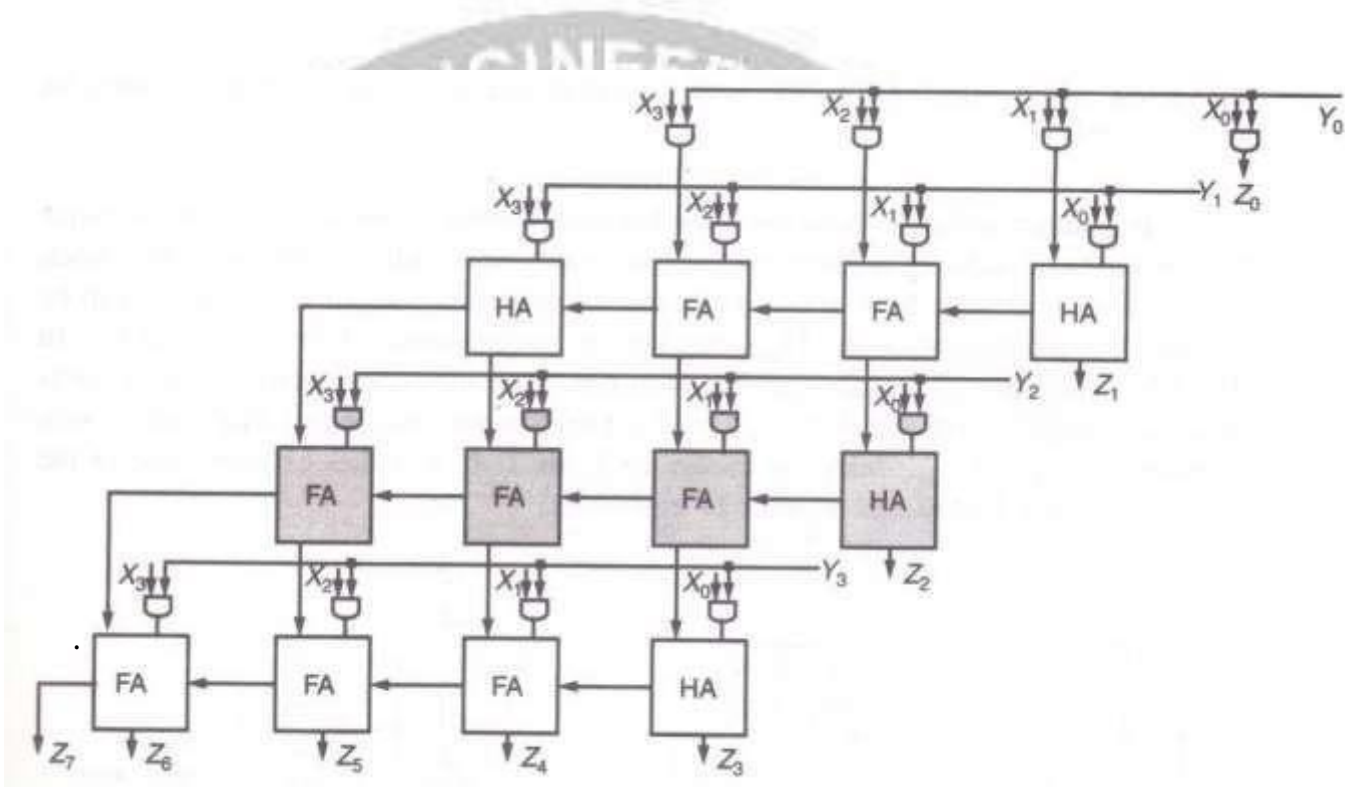 X₃ X₂ X₁ X₀ Y₀
X₃ X₂ X₁ X₀ Y₁ Z₀
HA FA FA HA
X₃ X₂ X₁ X₀ Y₂ Z₁
FA FA FA HA
X₃ X₂ X₁ X₀ Y₃ Z₂
FA FA FA HA
Z₇ Z₆ Z₅ Z₄ Z₃